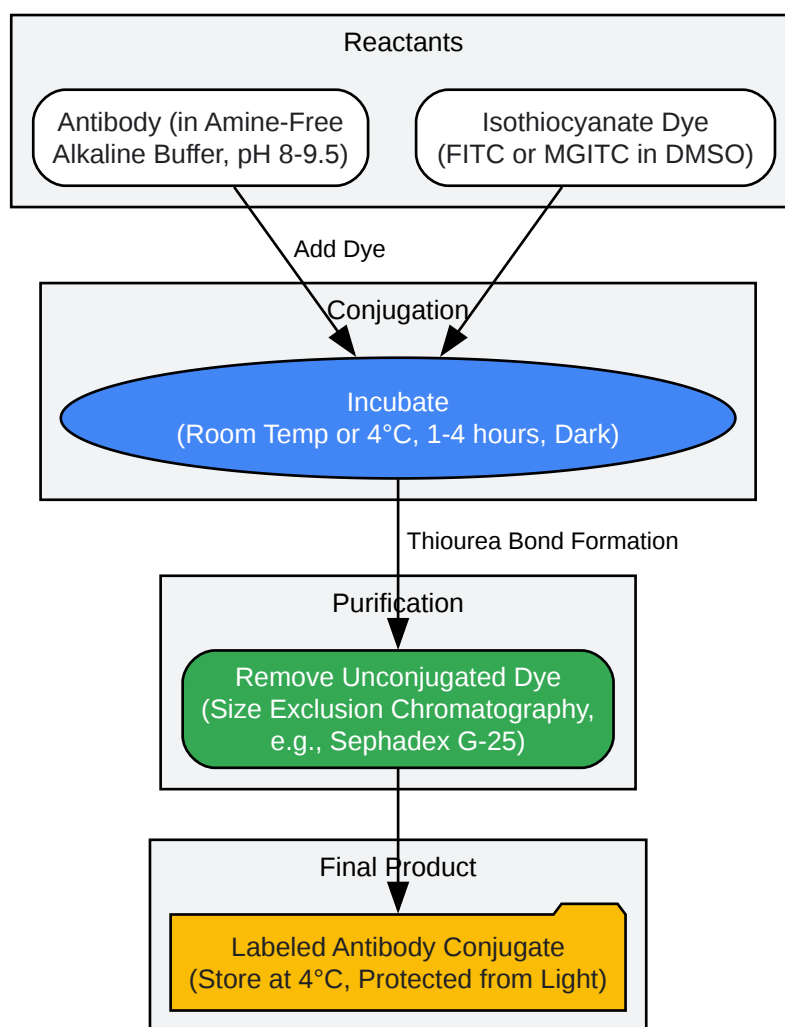 Reactants
Antibody (in Amine-Free
Alkaline Buffer, pH 8-9.5)
Isothiocyanate Dye
(FITC or MGITC in DMSO)
Add Dye
Conjugation
Incubate
(Room Temp or 4°C, 1-4 hours, Dark)
Thiourea Bond Formation
Purification
Remove Unconjugated Dye
(Size Exclusion Chromatography,
e.g., Sephadex G-25)
Final Product
Labeled Antibody Conjugate
(Store at 4°C, Protected from Light)